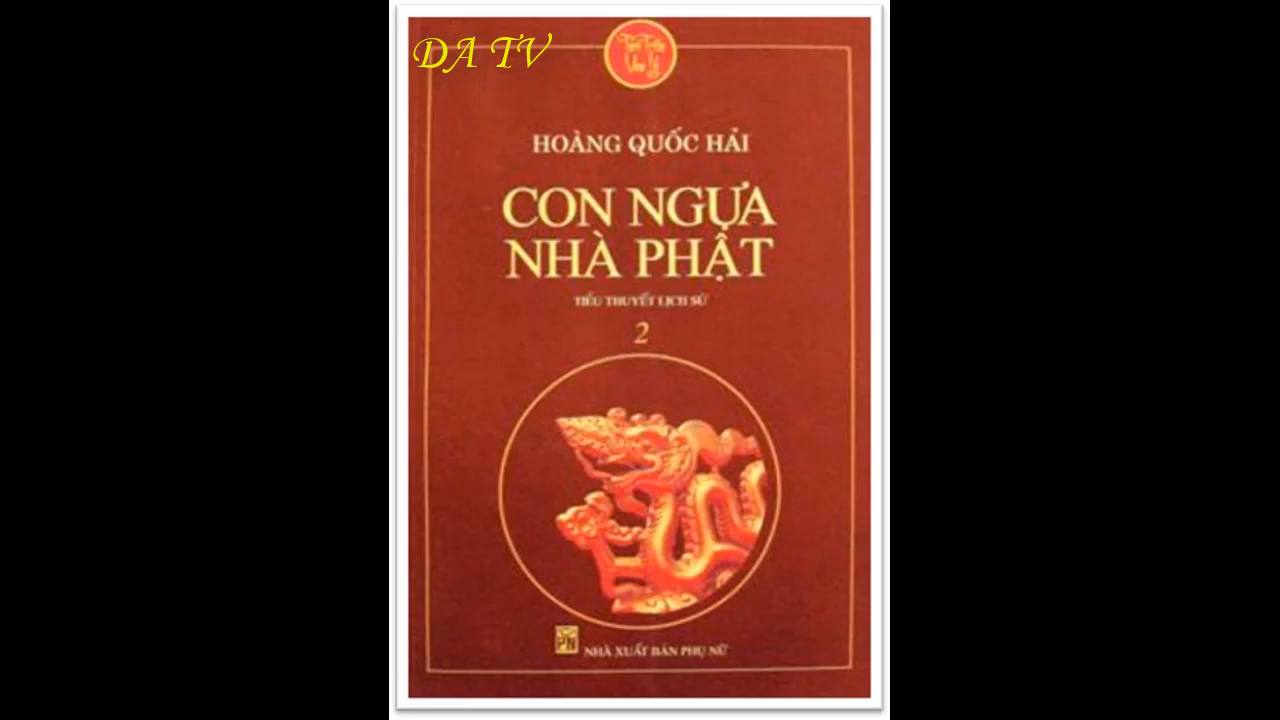 DA TV
HOÀNG QUỐC HẢI
CON NGỰA
NHÀ PHẬT
TIỂU THUYẾT LỊCH SỬ
2
PN
NHÀ XUẤT BẢN PHỤ NỮ